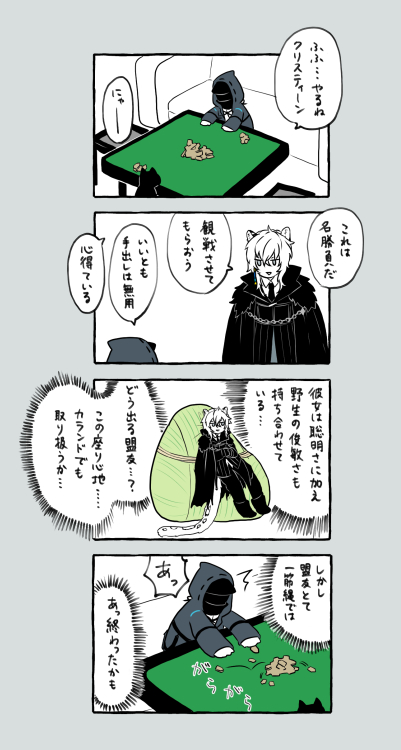 ふふ…やるね
クリスティーン
にゃーー
これは
名勝負だ
観戦させて
もらおう
いいとも
手出しは無用
心得ている
彼女は聡明さに加え
野生の俊敏さも
持ち合わせて
いる…
どう出る盟友…?
この座り心地……
カランドでも
取り扱うか…
しかし
盟友とて
一筋縄では
あっ
がらがら
あっ終わったかも